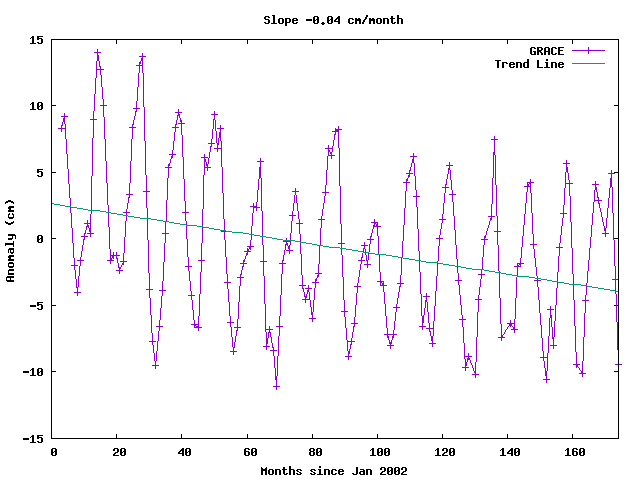 Slope -0.04 cm/month
GRACE
Trend Line
15
10
5
0
-5
-10
-15
Anomaly (cm)
0 20 40 60 80 100 120 140 160
Months since Jan 2002